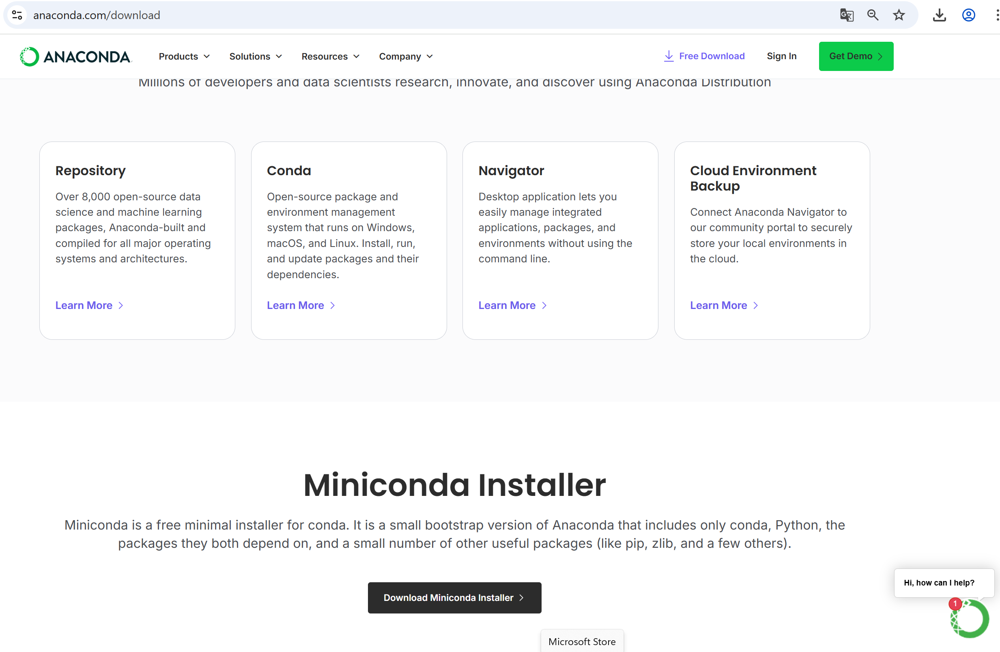 anaconda.com/download
ANACONDA.
Products
Solutions
Resources
Company
Free Download
Sign In
Get Demo
Millions of developers and data scientists research, innovate, and discover using Anaconda Distribution
Repository
Over 8,000 open-source data
science and machine learning
packages, Anaconda-built and
compiled for all major operating
systems and architectures.
Learn More
Conda
Open-source package and
environment management
system that runs on Windows,
macOS, and Linux. Install, run,
and update packages and their
dependencies.
Learn More
Navigator
Desktop application lets you
easily manage integrated
applications, packages, and
environments without using the
command line.
Learn More
Cloud Environment
Backup
Connect Anaconda Navigator to
our community portal to securely
store your local environments in
the cloud.
Learn More
Miniconda Installer
Miniconda is a free minimal installer for conda. It is a small bootstrap version of Anaconda that includes only conda, Python, the
packages they both depend on, and a small number of other useful packages (like pip, zlib, and a few others).
Download Miniconda Installer
Hi, how can I help?
1
Microsoft Store